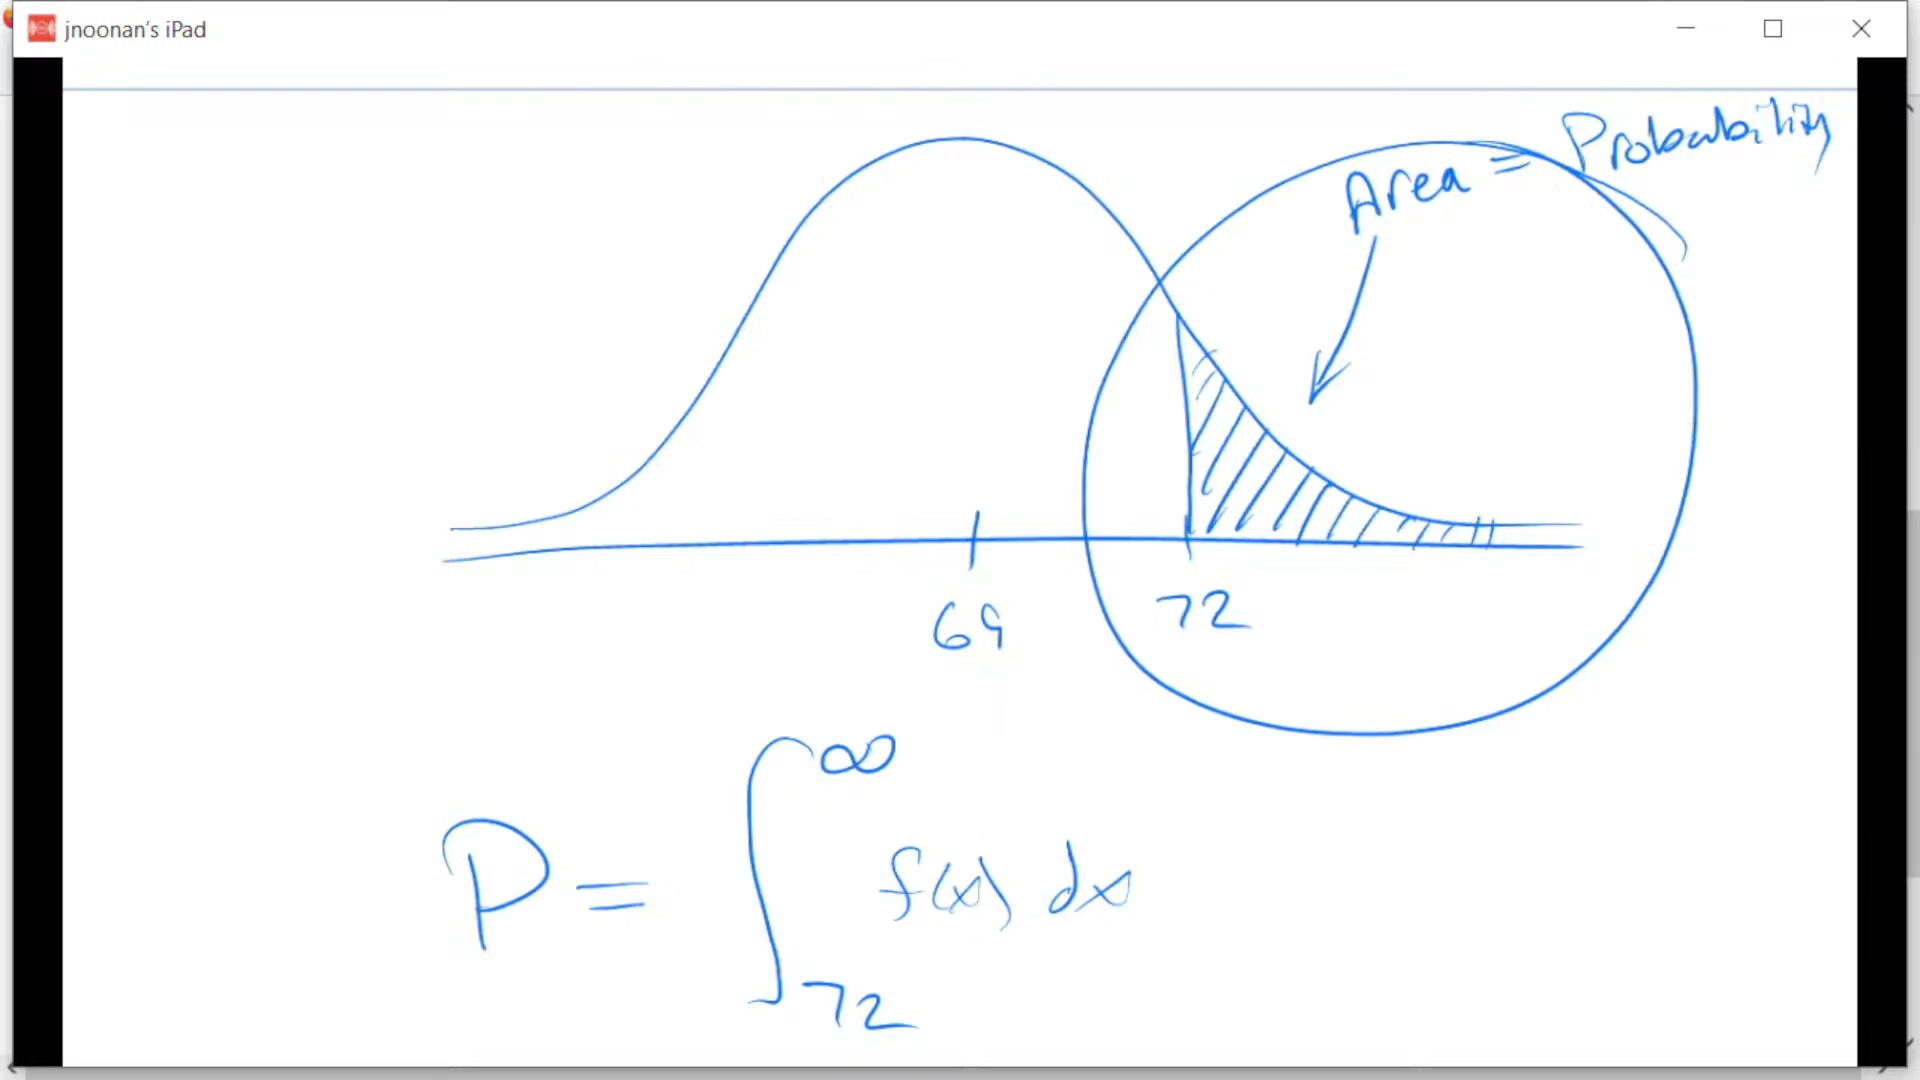 jnoonan's iPad
Area = Probability
69 72
∞
P = ∫ f(x) dx
72